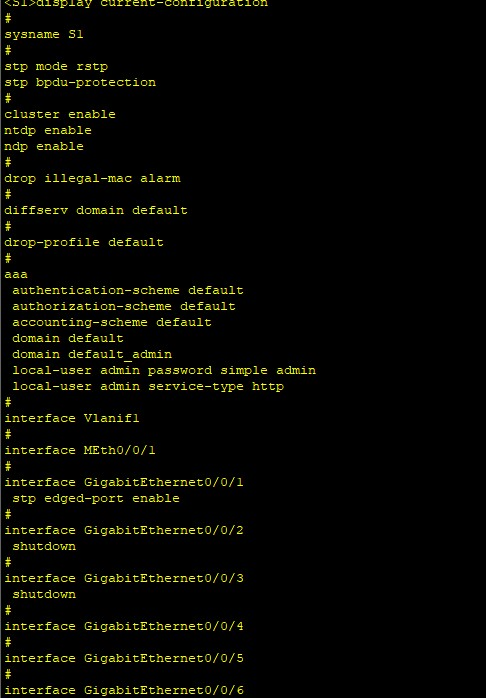 <S1>display current-configuration
#
sysname S1
#
stp mode rstp
stp bpdu-protection
#
cluster enable
ntdp enable
ndp enable
#
drop illegal-mac alarm
#
diffserv domain default
#
drop-profile default
#
aaa
 authentication-scheme default
 authorization-scheme default
 accounting-scheme default
 domain default
 domain default_admin
 local-user admin password simple admin
 local-user admin service-type http
#
interface Vlanif1
#
interface MEth0/0/1
#
interface GigabitEthernet0/0/1
 stp edged-port enable
#
interface GigabitEthernet0/0/2
 shutdown
#
interface GigabitEthernet0/0/3
 shutdown
#
interface GigabitEthernet0/0/4
#
interface GigabitEthernet0/0/5
#
interface GigabitEthernet0/0/6